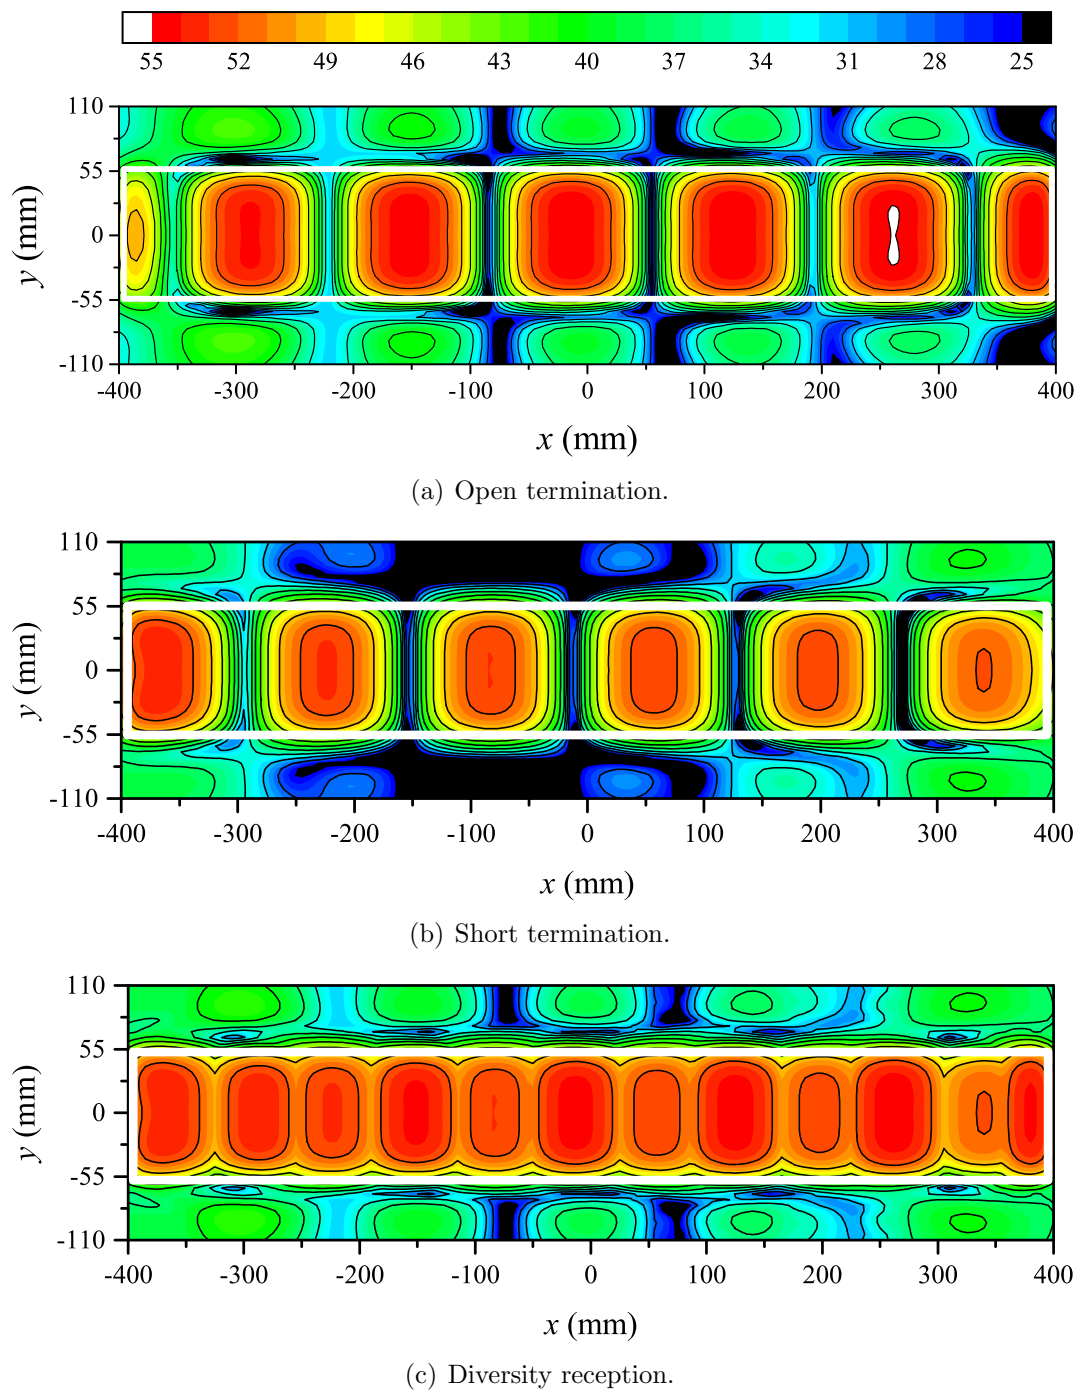 55 52 49 46 43 40 37 34 31 28 25
110
55
0
-55
-110
y (mm)
-400 -300 -200 -100 0 100 200 300 400
x (mm)
(a) Open termination.
110
55
0
-55
-110
y (mm)
-400 -300 -200 -100 0 100 200 300 400
x (mm)
(b) Short termination.
110
55
0
-55
-110
y (mm)
-400 -300 -200 -100 0 100 200 300 400
x (mm)
(c) Diversity reception.